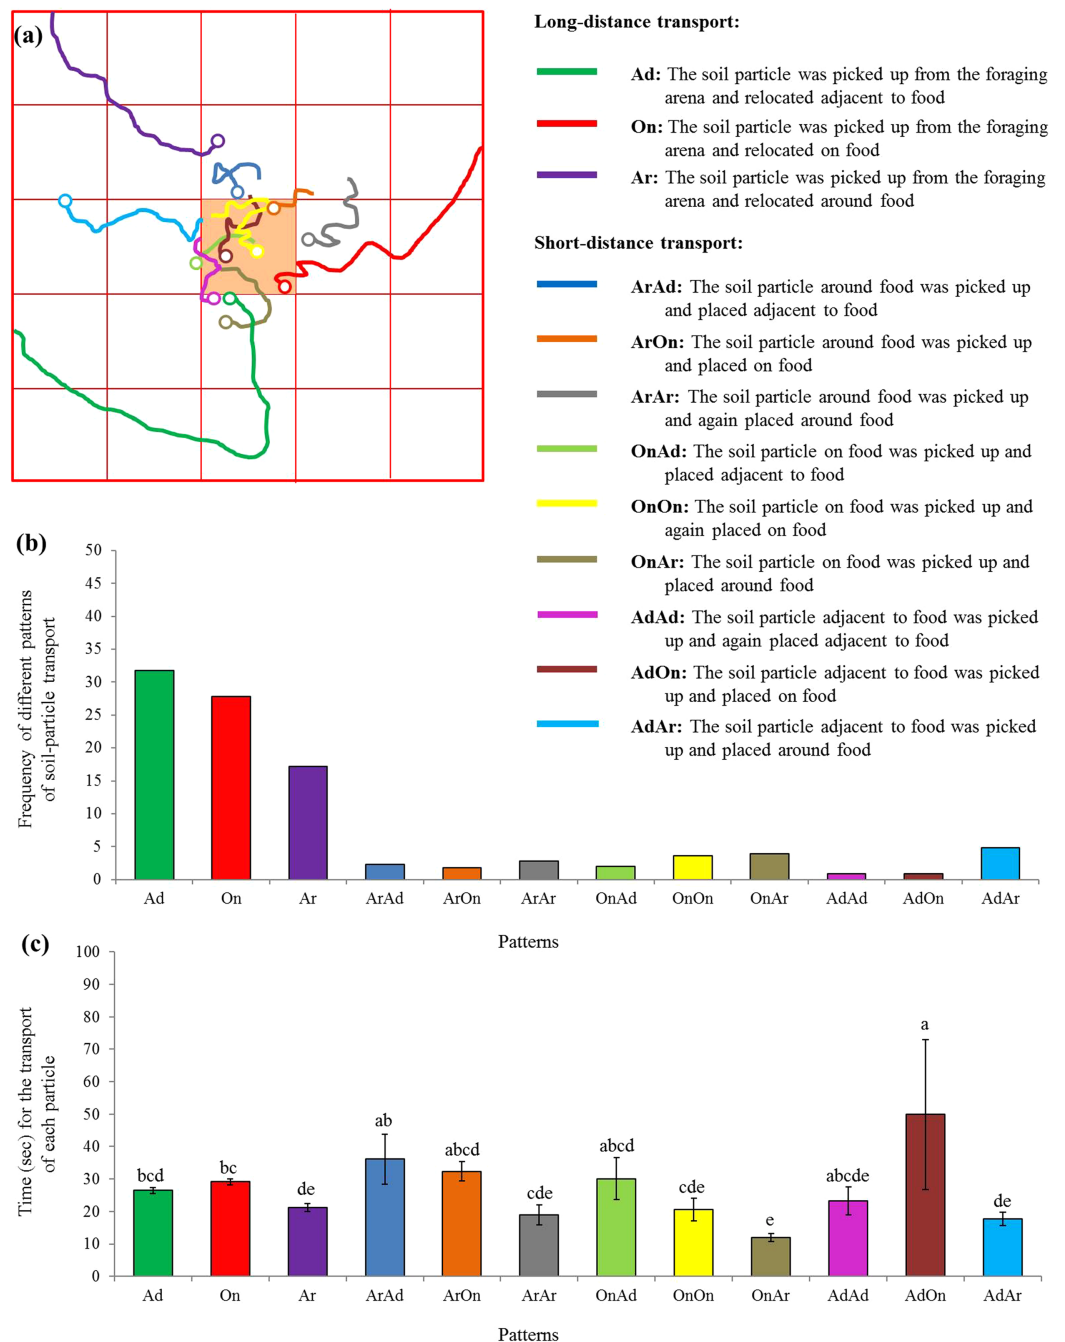 (a)
Long-distance transport:
Ad: The soil particle was picked up from the foraging
arena and relocated adjacent to food
On: The soil particle was picked up from the foraging
arena and relocated on food
Ar: The soil particle was picked up from the foraging
arena and relocated around food
Short-distance transport:
ArAd: The soil particle around food was picked up
and placed adjacent to food
ArOn: The soil particle around food was picked up
and placed on food
ArAr: The soil particle around food was picked up
and again placed around food
OnAd: The soil particle on food was picked up and
placed adjacent to food
OnOn: The soil particle on food was picked up and
again placed on food
OnAr: The soil particle on food was picked up and
placed around food
AdAd: The soil particle adjacent to food was picked
up and again placed adjacent to food
AdOn: The soil particle adjacent to food was picked
up and placed on food
AdAr: The soil particle adjacent to food was picked
up and placed around food
(b)
Frequency of different patterns
of soil-particle transport
50
45
40
35
30
25
20
15
10
5
0
Ad On Ar ArAd ArOn ArAr OnAd OnOn OnAr AdAd AdOn AdAr
Patterns
(c)
Time (sec) for the transport
of each particle
100
90
80
70
60
50
40
30
20
10
0
bcd bc de ab abcd cde abcd cde e abcde a de
Ad On Ar ArAd ArOn ArAr OnAd OnOn OnAr AdAd AdOn AdAr
Patterns